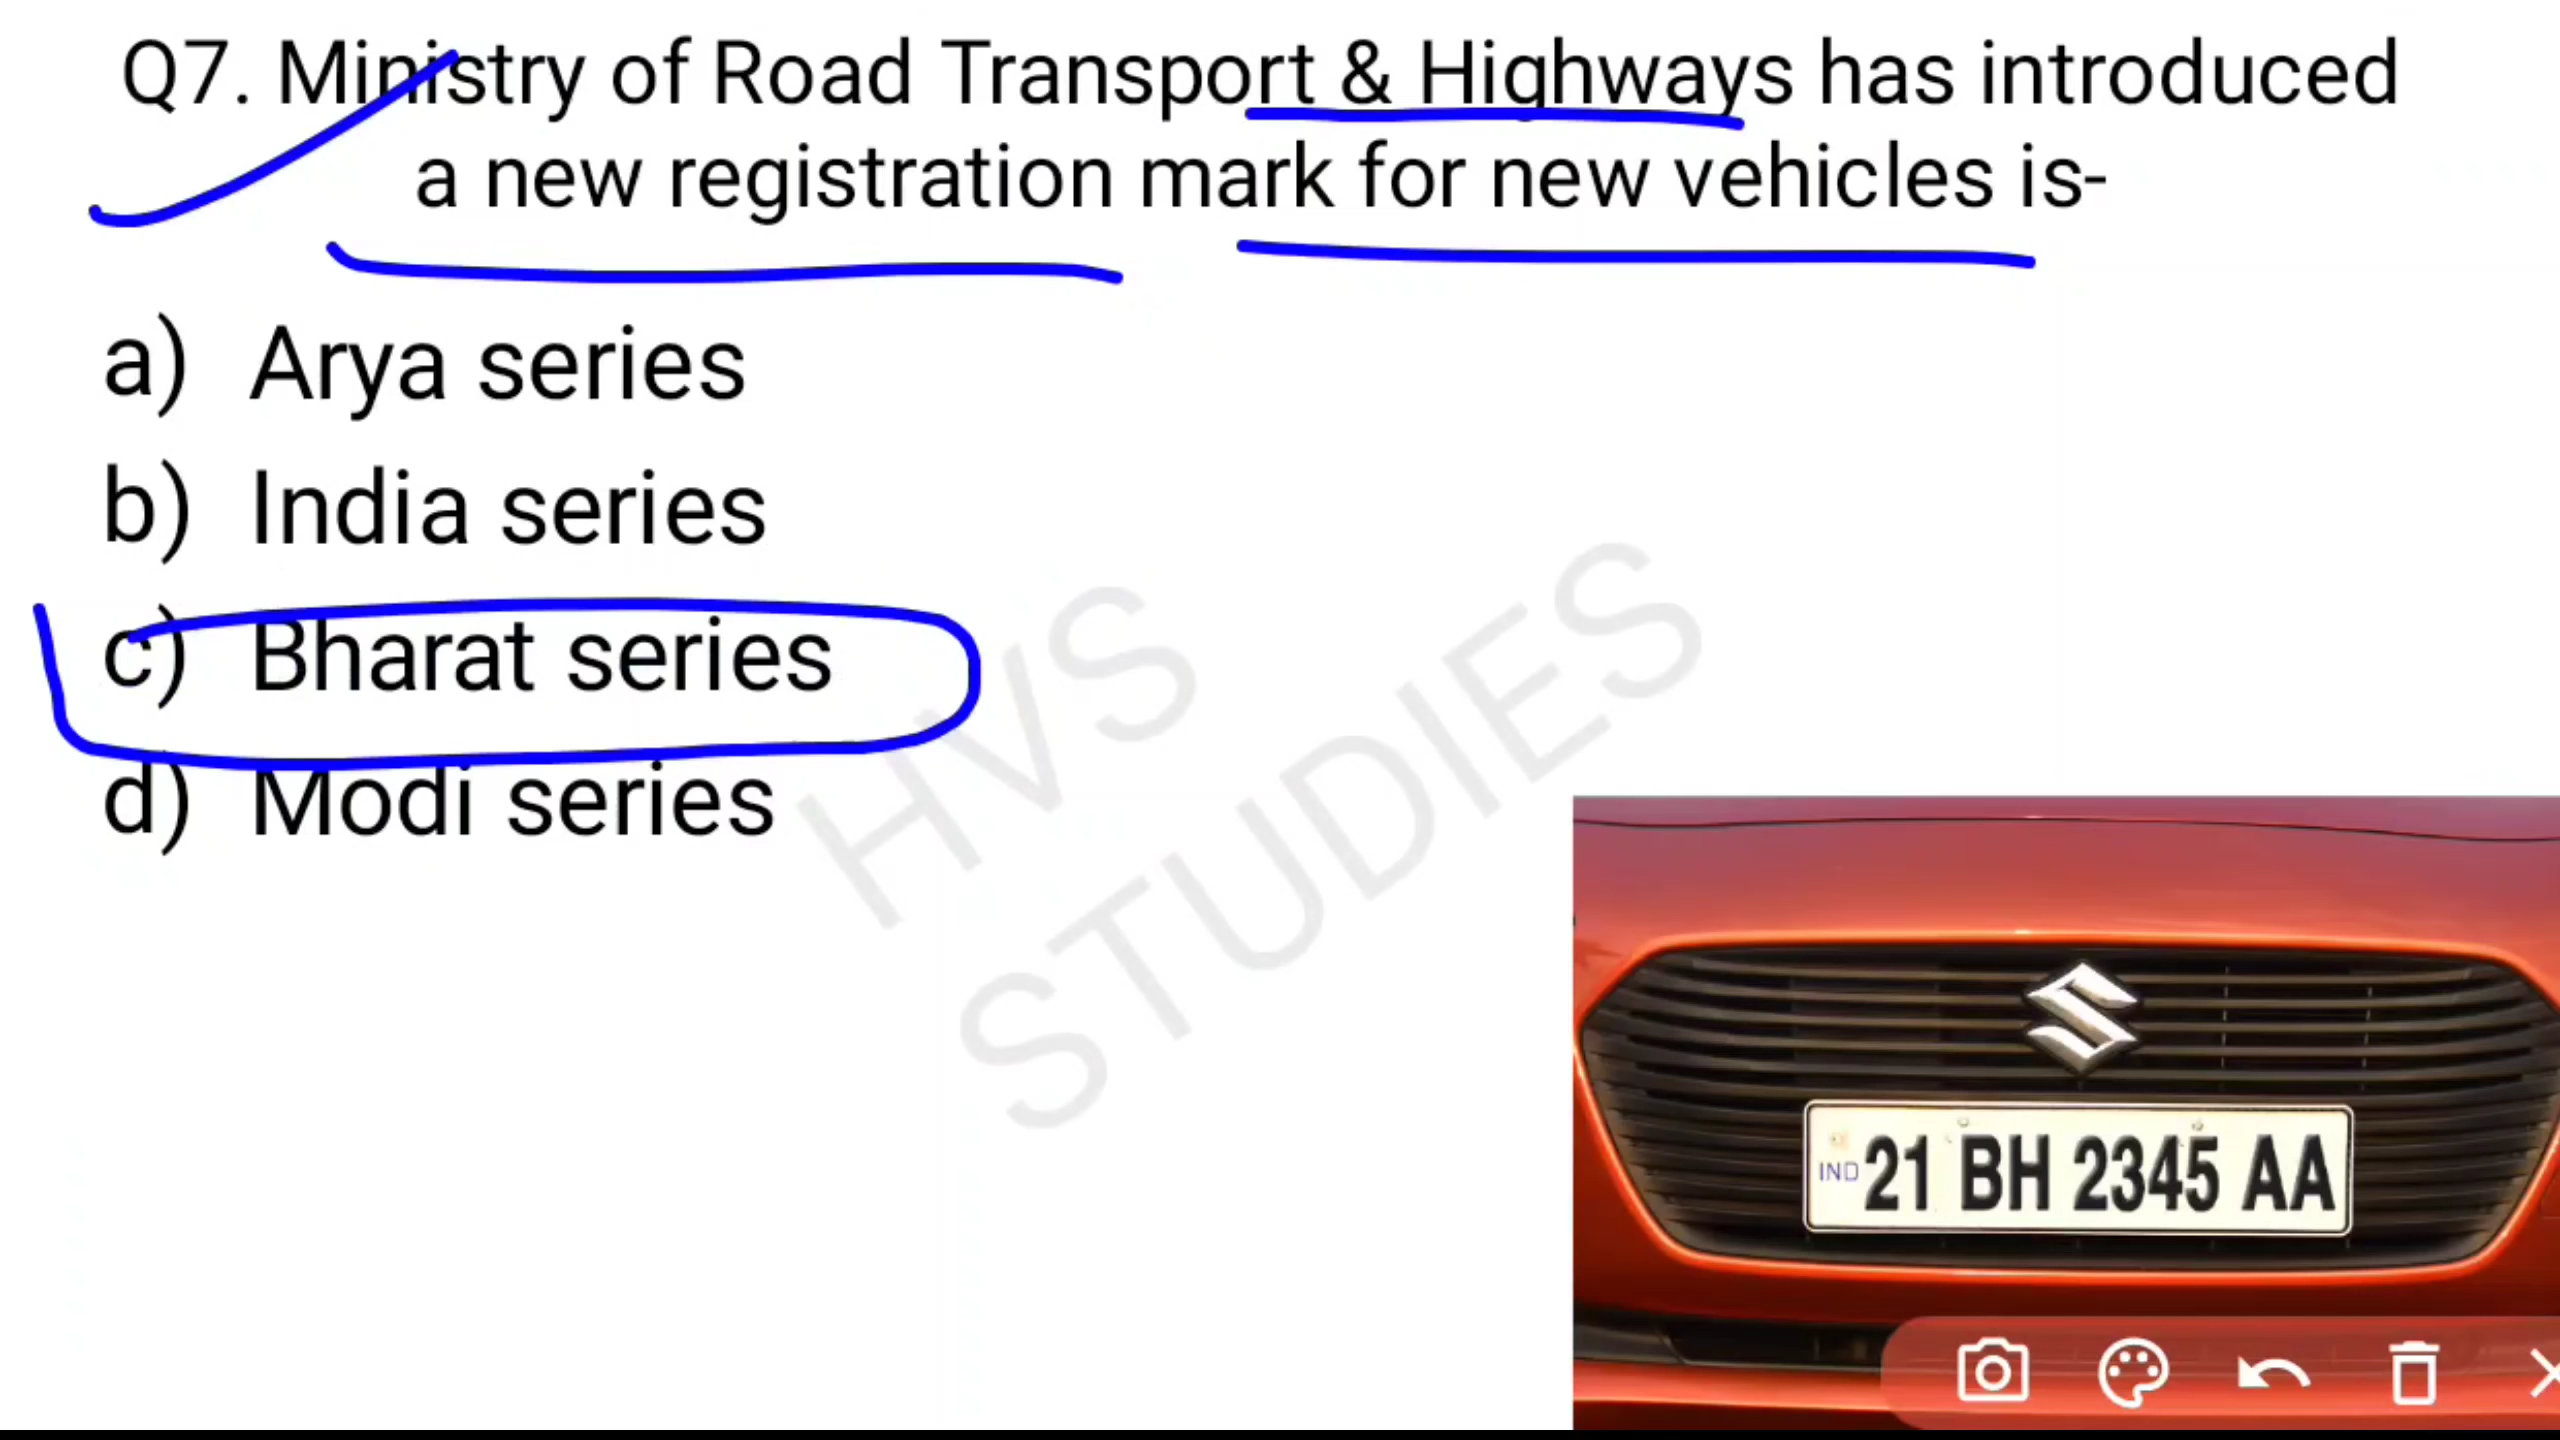 Q7. Ministry of Road Transport & Highways has introduced
a new registration mark for new vehicles is-
a) Arya series
b) India series
c) Bharat series
d) Modi series
HVS
STUDIES
IND 21 BH 2345 AA